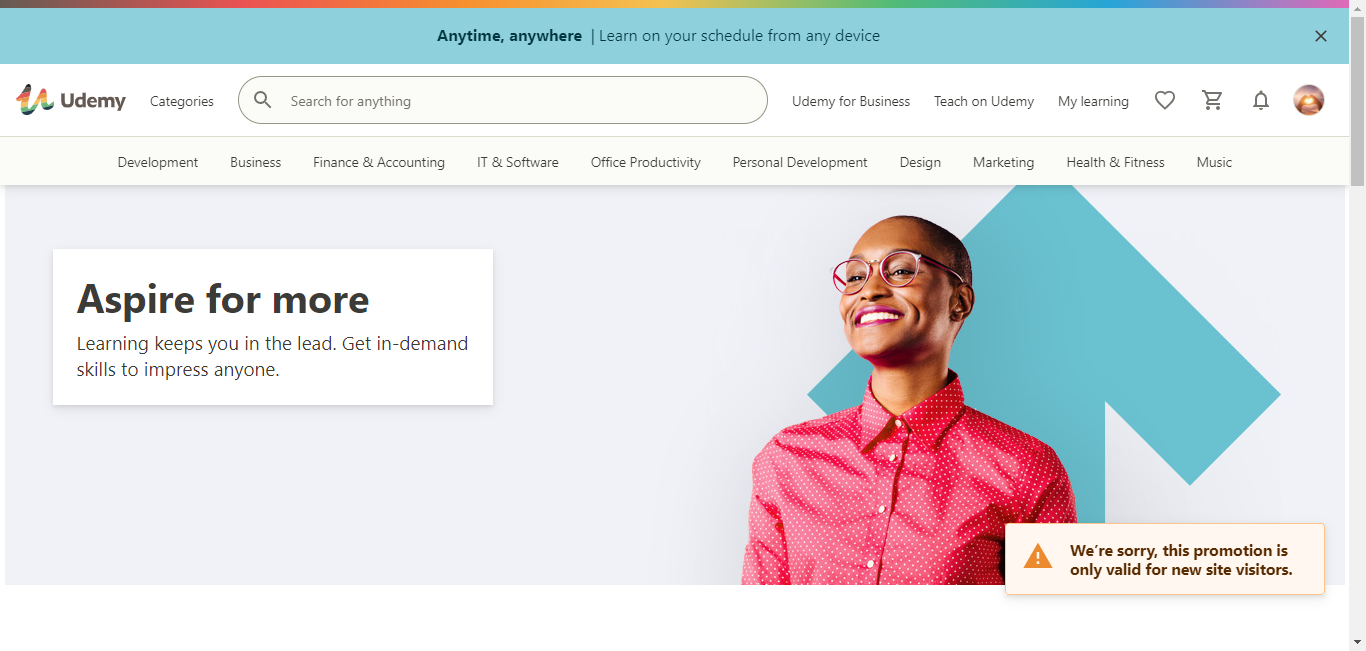 Anytime, anywhere | Learn on your schedule from any device
Udemy
Categories
Search for anything
Udemy for Business
Teach on Udemy
My learning
Development
Business
Finance & Accounting
IT & Software
Office Productivity
Personal Development
Design
Marketing
Health & Fitness
Music
Aspire for more
Learning keeps you in the lead. Get in-demand
skills to impress anyone.
We’re sorry, this promotion is
only valid for new site visitors.